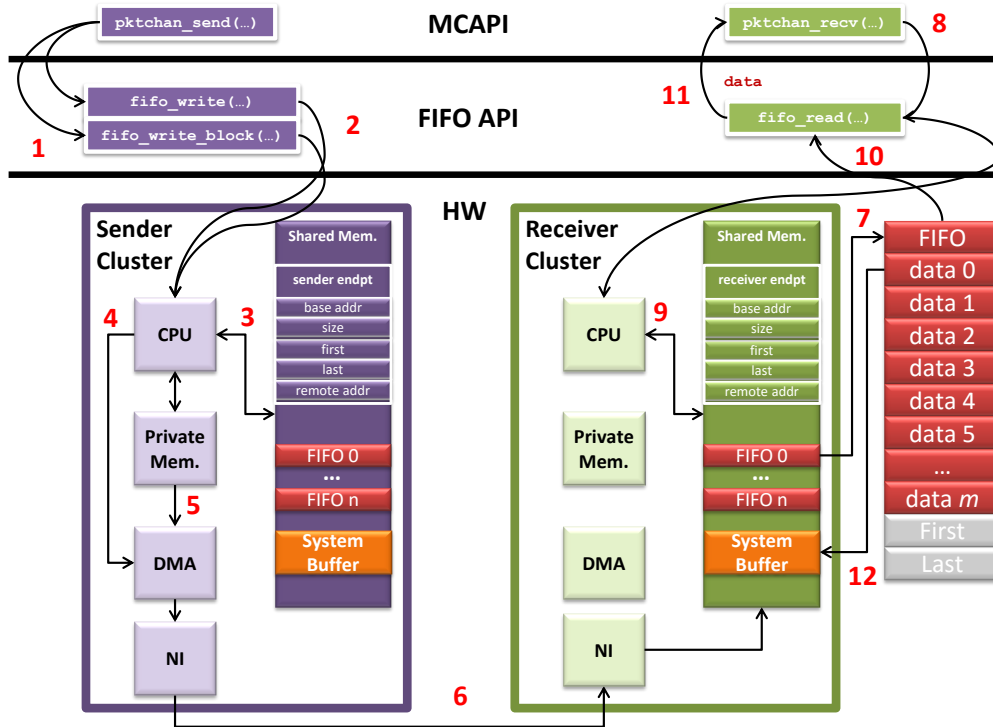 pktchan_send(…)
MCAPI
pktchan_recv(…)
8
data
11
fifo_write(…)
2
FIFO API
fifo_read(…)
1
fifo_write_block(…)
10
HW
Sender
Cluster
Shared Mem.
sender endpt
base addr
size
first
last
remote addr
FIFO 0
...
FIFO n
System
Buffer
4
CPU
3
Private
Mem.
5
DMA
NI
6
Receiver
Cluster
Shared Mem.
receiver endpt
base addr
size
first
last
remote addr
FIFO 0
...
FIFO n
System
Buffer
CPU
9
Private
Mem.
DMA
NI
7
FIFO
data 0
data 1
data 2
data 3
data 4
data 5
...
data m
First
Last
12